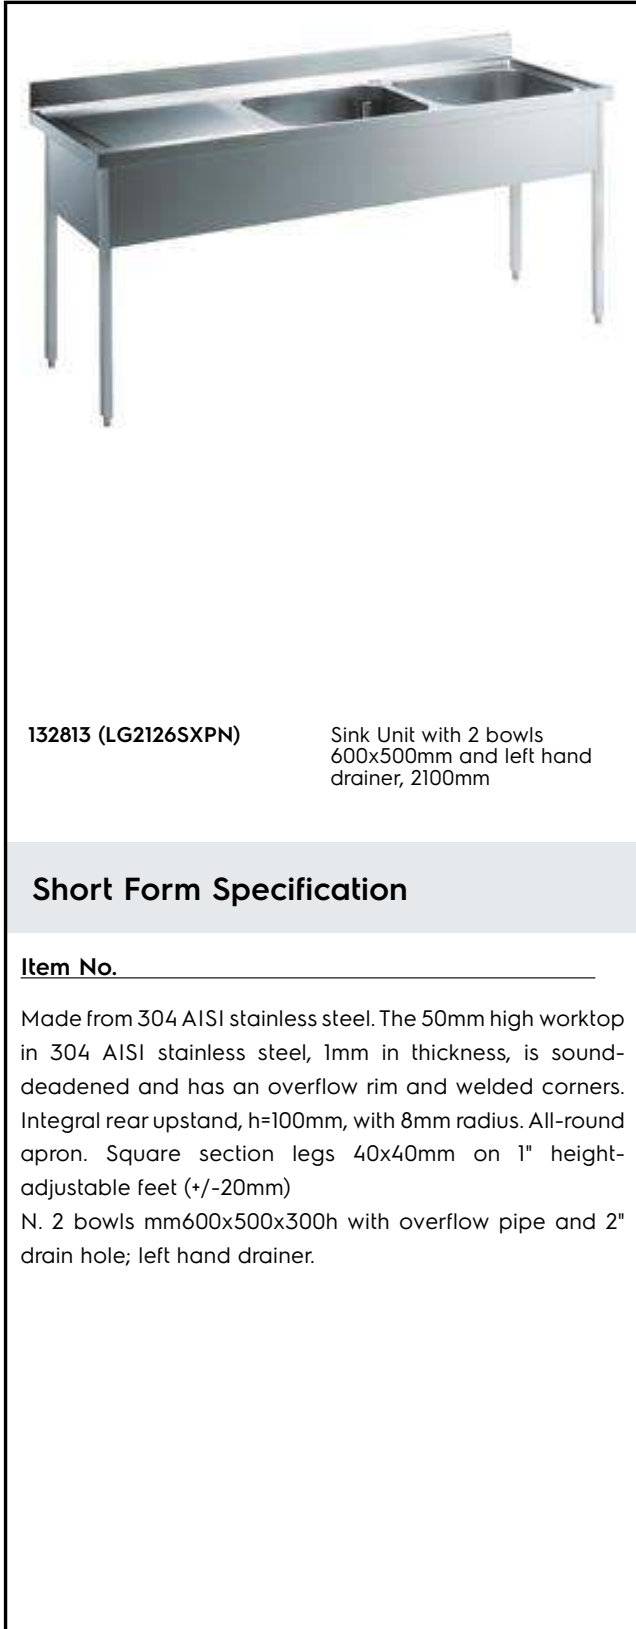 132813 (LG2126SXPN)
Sink Unit with 2 bowls
600x500mm and left hand
drainer, 2100mm
Short Form Specification
Item No.
Made from 304 AISI stainless steel. The 50mm high worktop
in 304 AISI stainless steel, 1mm in thickness, is sound-
deadened and has an overflow rim and welded corners.
Integral rear upstand, h=100mm, with 8mm radius. All-round
apron. Square section legs 40x40mm on 1" height-
adjustable feet (+/-20mm)
N. 2 bowls mm600x500x300h with overflow pipe and 2"
drain hole; left hand drainer.